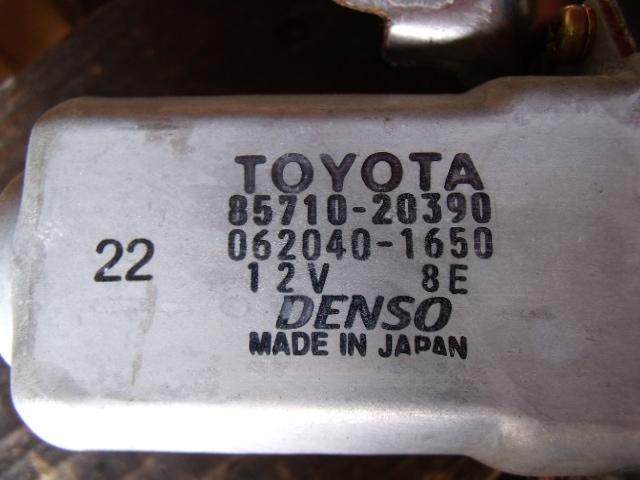 TOYOTA
85710-20390
062040-1650
22
12V 8E
DENSO
MADE IN JAPAN